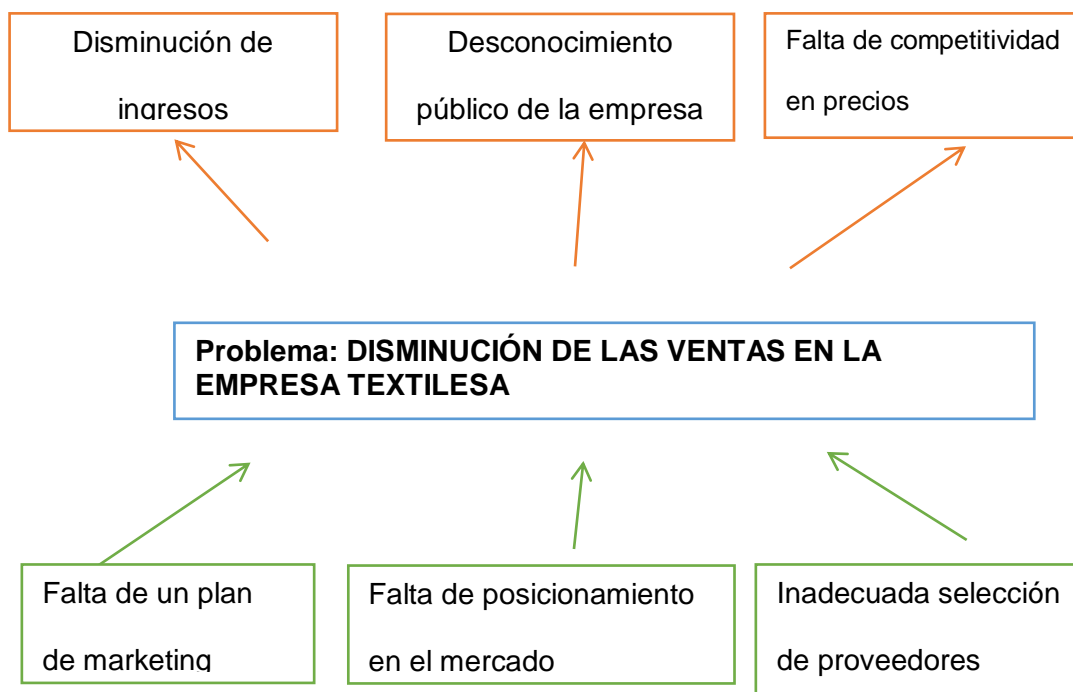 Disminución de
ingresos
Desconocimiento
público de la empresa
Falta de competitividad
en precios
Problema: DISMINUCIÓN DE LAS VENTAS EN LA
EMPRESA TEXTILESA
Falta de un plan
de marketing
Falta de posicionamiento
en el mercado
Inadecuada selección
de proveedores